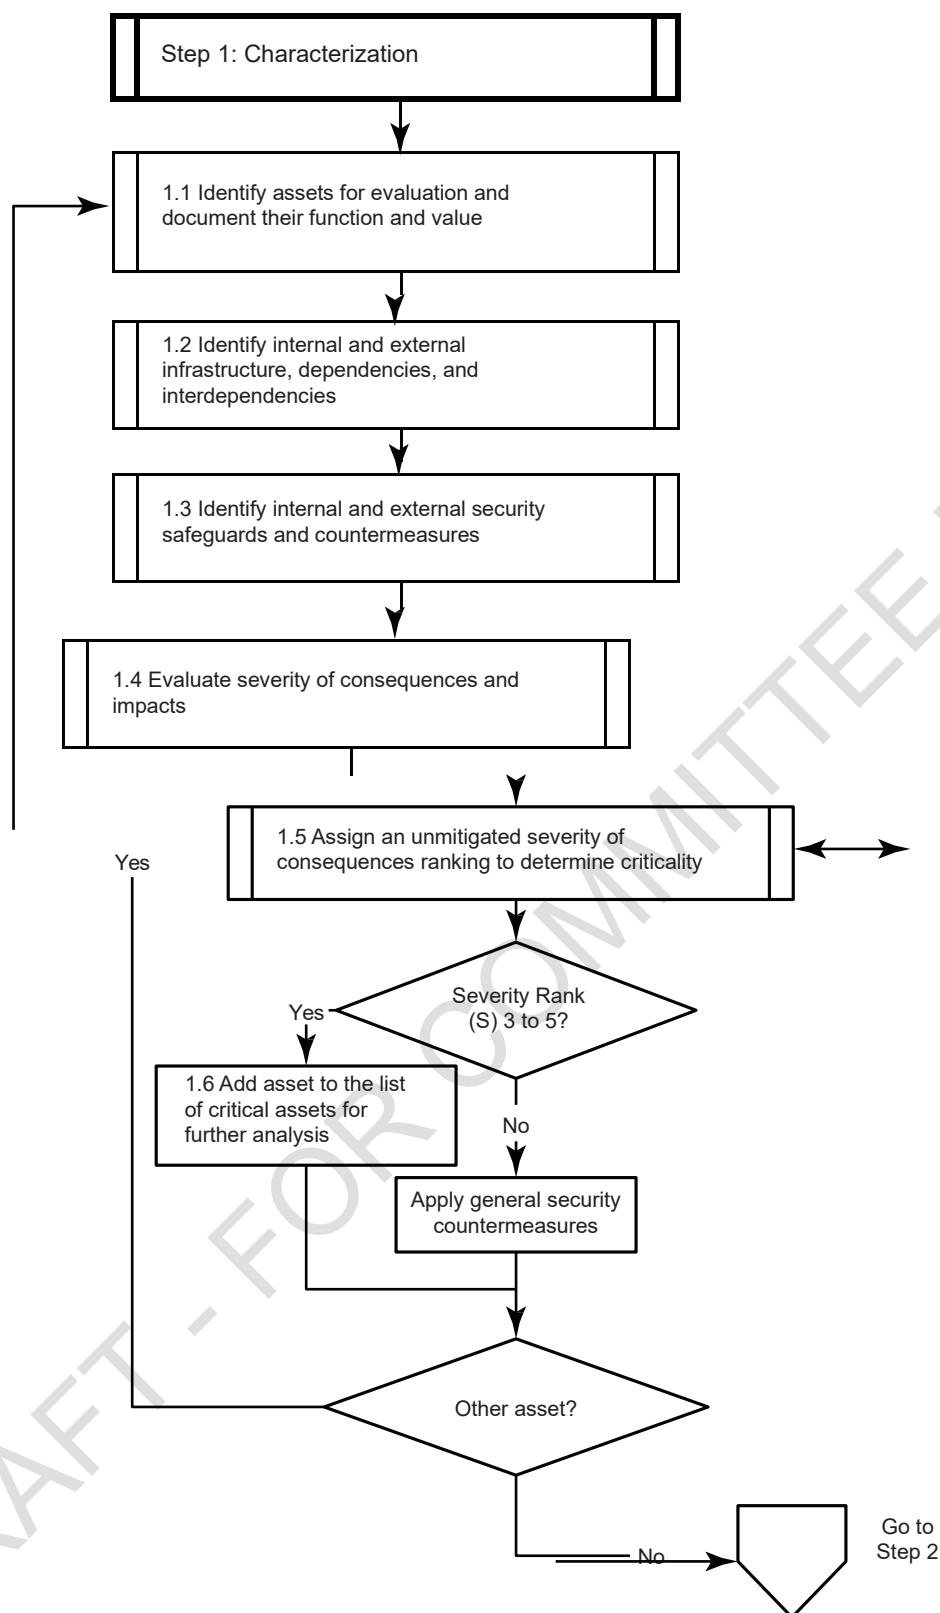 Step 1: Characterization
1.1 Identify assets for evaluation and
document their function and value
1.2 Identify internal and external
infrastructure, dependencies, and
interdependencies
1.3 Identify internal and external security
safeguards and countermeasures
1.4 Evaluate severity of consequences and
impacts
1.5 Assign an unmitigated severity of
consequences ranking to determine criticality
Yes
Severity Rank
(S) 3 to 5?
Yes
1.6 Add asset to the list
of critical assets for
further analysis
No
Apply general security
countermeasures
Other asset?
No
Go to
Step 2
RAFT - FOR COMMITTEE